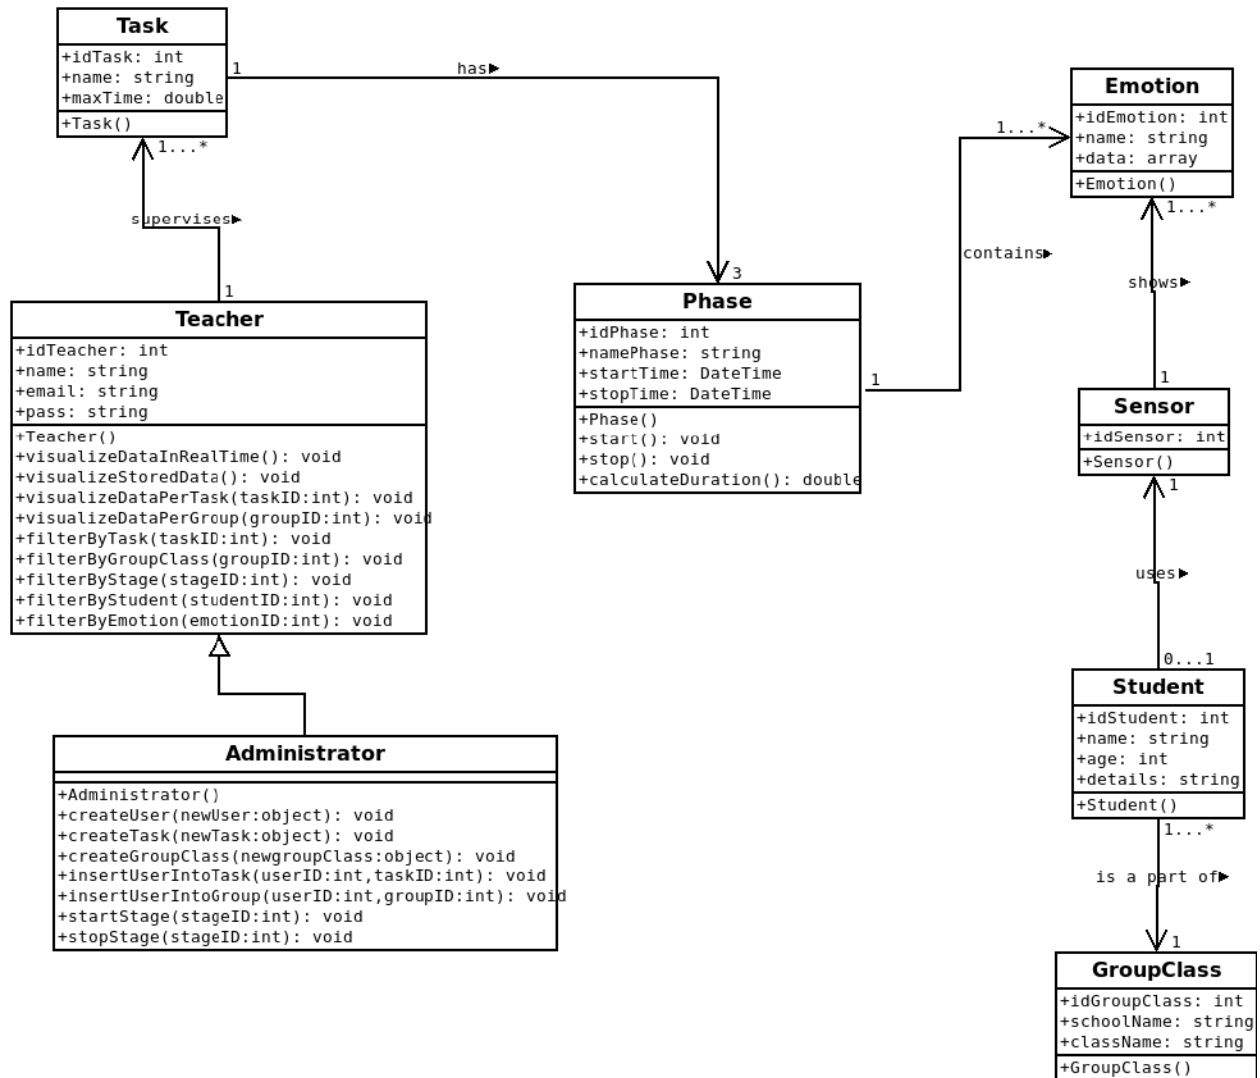 Task
+idTask: int
+name: string
+maxTime: double
+Task()
1
has▶
3
1...*
supervises▶
1
Teacher
+idTeacher: int
+name: string
+email: string
+pass: string
+Teacher()
+visualizeDataInRealTime(): void
+visualizeStoredData(): void
+visualizeDataPerTask(taskID:int): void
+visualizeDataPerGroup(groupID:int): void
+filterByTask(taskID:int): void
+filterByGroupClass(groupID:int): void
+filterByStage(stageID:int): void
+filterByStudent(studentID:int): void
+filterByEmotion(emotionID:int): void
Administrator
+Administrator()
+createUser(newUser:object): void
+createTask(newTask:object): void
+createGroupClass(newgroupClass:object): void
+insertUserIntoTask(userID:int,taskID:int): void
+insertUserIntoGroup(userID:int,groupID:int): void
+startStage(stageID:int): void
+stopStage(stageID:int): void
Phase
+idPhase: int
+namePhase: string
+startTime: DateTime
+stopTime: DateTime
+Phase()
+start(): void
+stop(): void
+calculateDuration(): double
1
contains▶
1...*
Emotion
+idEmotion: int
+name: string
+data: array
+Emotion()
1...*
shows▶
1
Sensor
+idSensor: int
+Sensor()
1
uses▶
0...1
Student
+idStudent: int
+name: string
+age: int
+details: string
+Student()
1...*
is a part of▶
1
GroupClass
+idGroupClass: int
+schoolName: string
+className: string
+GroupClass()